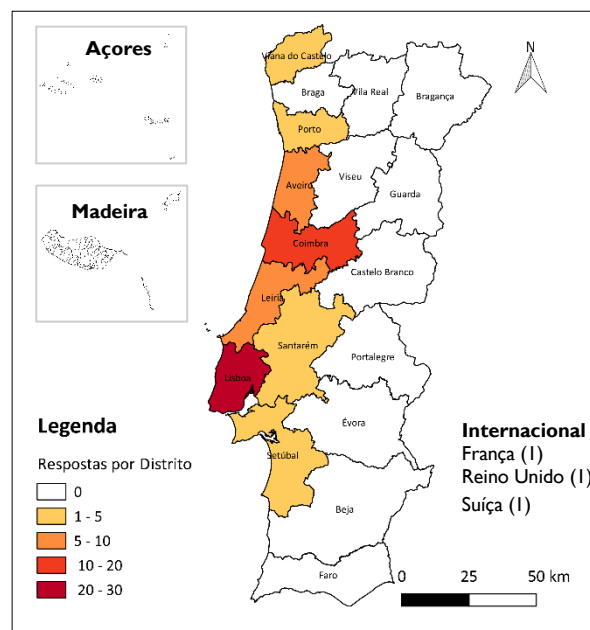 Açores
Madeira
N
Viana do Castelo
Braga
Vila Real
Bragança
Porto
Aveiro
Viseu
Guarda
Coimbra
Castelo Branco
Leiria
Santarém
Portalegre
Lisboa
Évora
Setúbal
Beja
Faro
Legenda
Respostas por Distrito
0
1 - 5
5 - 10
10 - 20
20 - 30
Internacional
França (1)
Reino Unido (1)
Suíça (1)
0 25 50 km